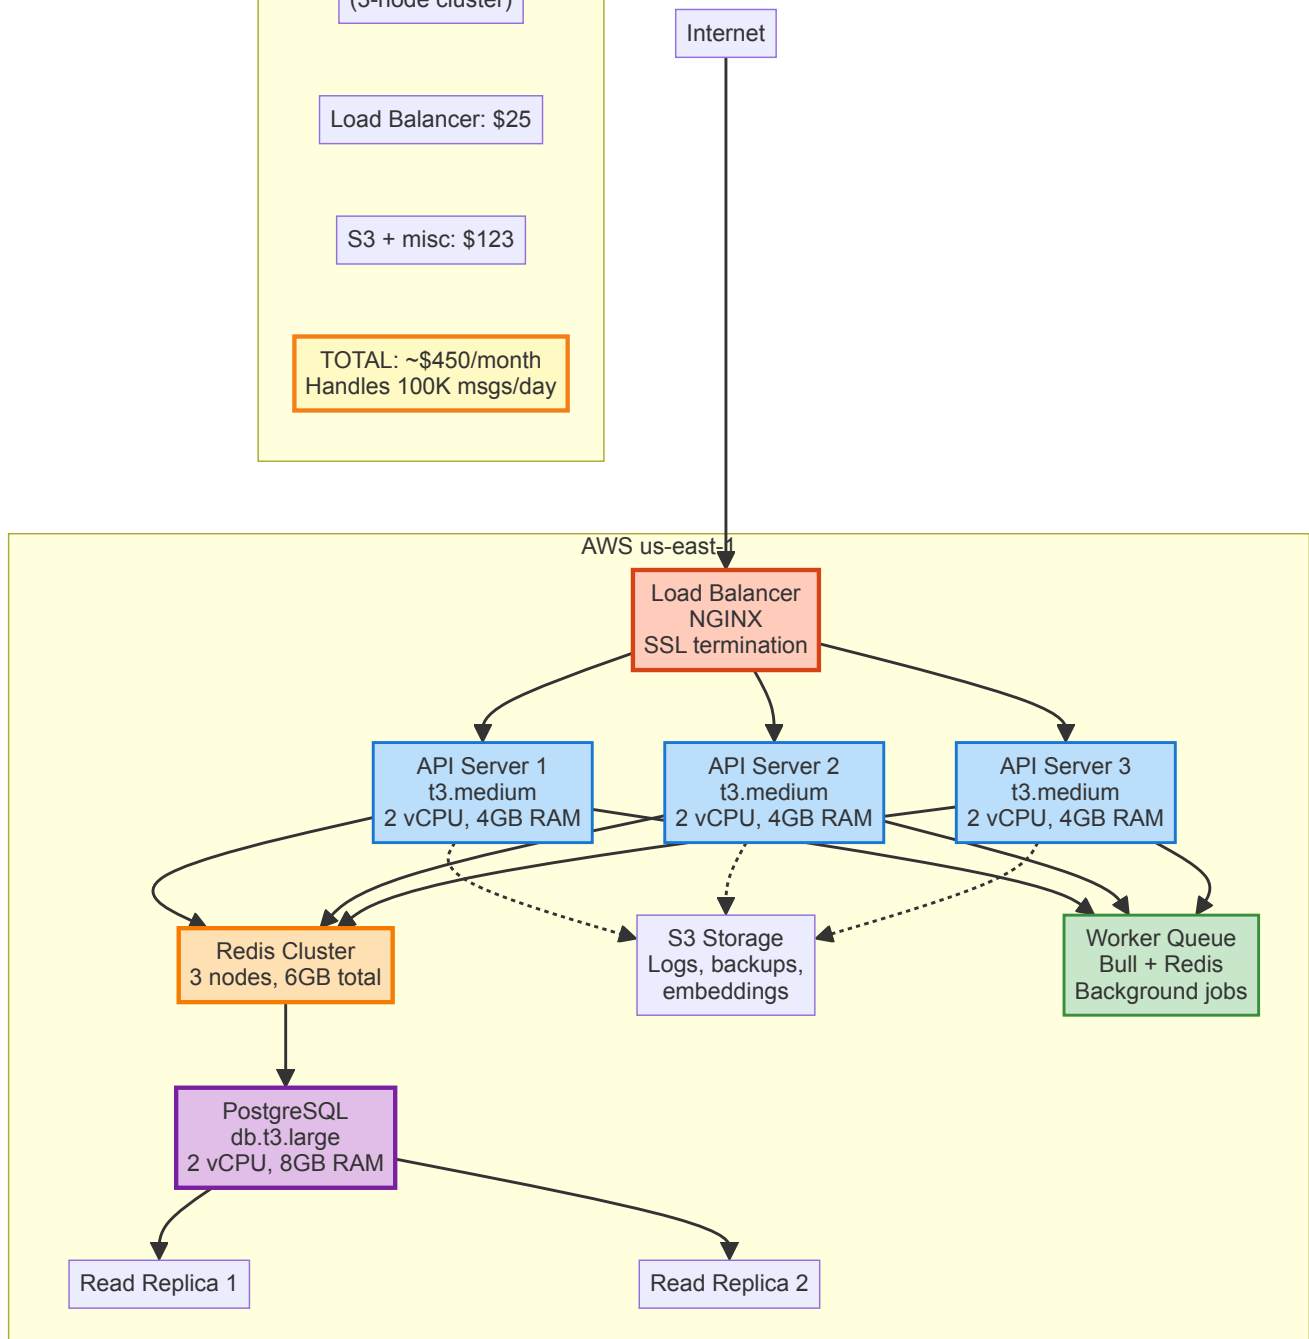 (3-node cluster)
Internet
Load Balancer: $25
S3 + misc: $123
TOTAL: ~$450/month
Handles 100K msgs/day
AWS us-east-1
Load Balancer
NGINX
SSL termination
API Server 1
t3.medium
2 vCPU, 4GB RAM
API Server 2
t3.medium
2 vCPU, 4GB RAM
API Server 3
t3.medium
2 vCPU, 4GB RAM
Redis Cluster
3 nodes, 6GB total
S3 Storage
Logs, backups,
embeddings
Worker Queue
Bull + Redis
Background jobs
PostgreSQL
db.t3.large
2 vCPU, 8GB RAM
Read Replica 1
Read Replica 2